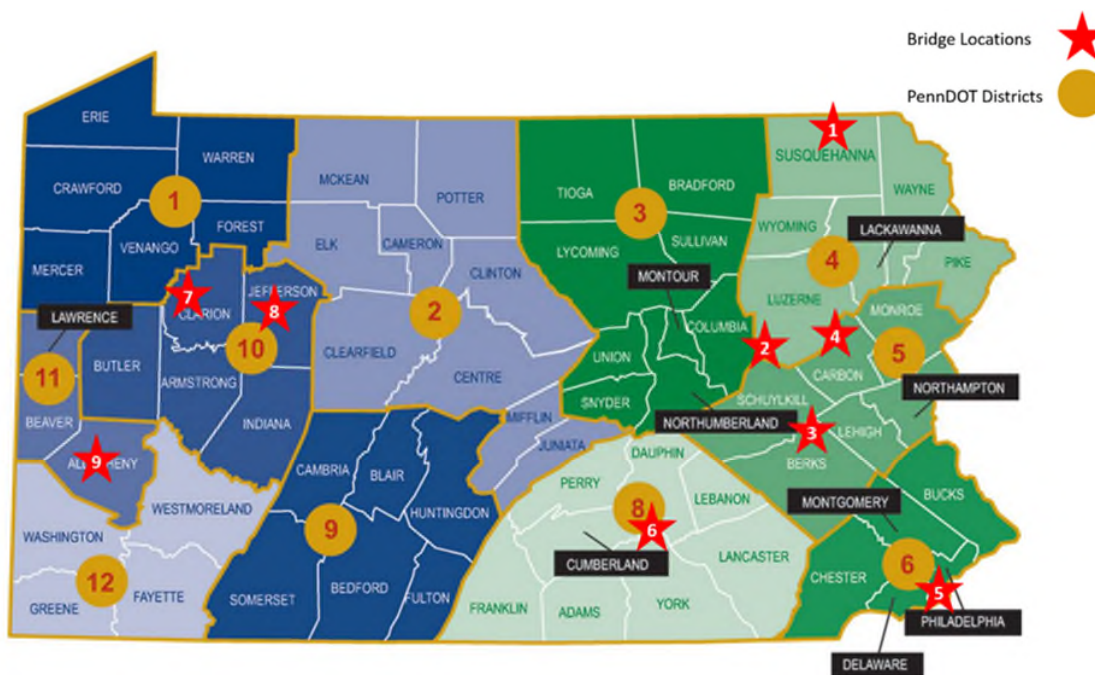 Bridge Locations
PennDOT Districts
ERIE
WARREN
CRAWFORD
1
FOREST
VENANGO
MERCER
MCKEAN
POTTER
ELK
CAMERON
CLINTON
2
CLEARFIELD
CENTRE
MIFFLIN
JUNIATA
TIOGA
BRADFORD
3
LYCOMING
SULLIVAN
MONTOUR
COLUMBIA
UNION
SNYDER
NORTHUMBERLAND
1
SUSQUEHANNA
WAYNE
WYOMING
LACKAWANNA
4
PIKE
LUZERNE
2
4
MONROE
5
CARBON
NORTHAMPTON
SCHUYLKILL
3
LEHIGH
BERKS
7
CLARION
JEFFERSON
8
10
LAWRENCE
11
BUTLER
ARMSTRONG
INDIANA
BEAVER
ALLEGHENY
9
WESTMORELAND
WASHINGTON
12
GREENE
FAYETTE
CAMBRIA
BLAIR
HUNTINGDON
9
SOMERSET
BEDFORD
FULTON
DAUPHIN
PERRY
LEBANON
8
6
CUMBERLAND
LANCASTER
FRANKLIN
ADAMS
YORK
MONTGOMERY
BUCKS
6
CHESTER
5
PHILADELPHIA
DELAWARE